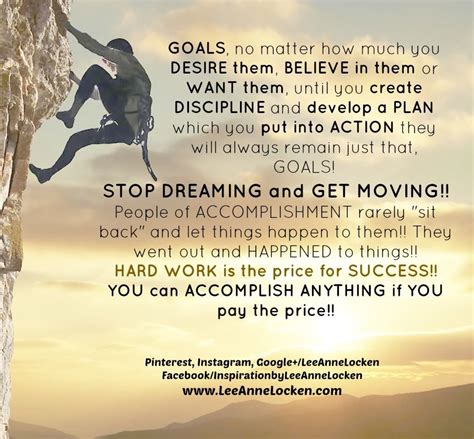 GOALS, no matter how much you
DESIRE them, BELIEVE in them or
WANT them, until you create
DISCIPLINE and develop a PLAN
which you put into ACTION they
will always remain just that,
GOALS!
STOP DREAMING and GET MOVING!!
People of ACCOMPLISHMENT rarely "sit
back" and let things happen to them!! They
went out and HAPPENED to things!!
HARD WORK is the price for SUCCESS!!
YOU can ACCOMPLISH ANYTHING if YOU
pay the price!!
Pinterest, Instagram, Google+/LeeAnneLocken
Facebook/InspirationbyLeeAnneLocken
www.LeeAnneLocken.com